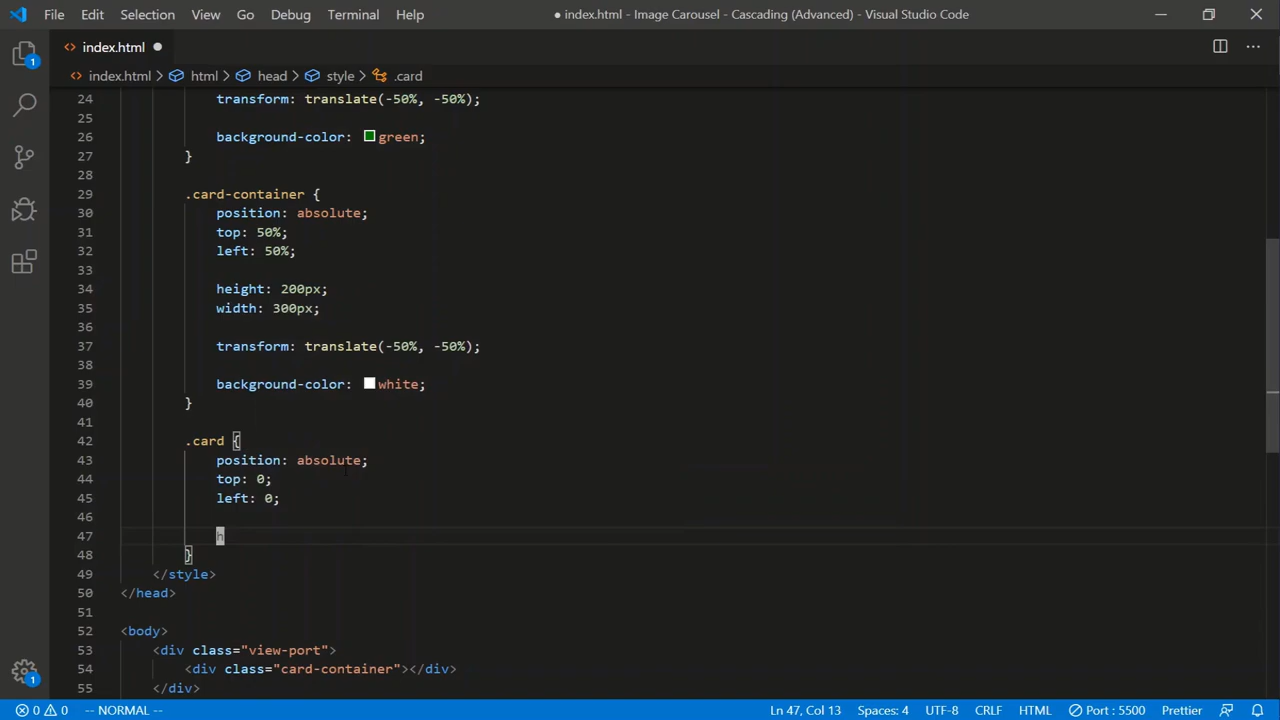 File Edit Selection View Go Debug Terminal Help ● index.html - Image Carousel - Cascading (Advanced) - Visual Studio Code
index.html
index.html > html > head > style > .card
24 transform: translate(-50%, -50%);
25
26 background-color: green;
27 }
28
29 .card-container {
30 position: absolute;
31 top: 50%;
32 left: 50%;
33
34 height: 200px;
35 width: 300px;
36
37 transform: translate(-50%, -50%);
38
39 background-color: white;
40 }
41
42 .card {
43 position: absolute;
44 top: 0;
45 left: 0;
46
47 h
48 }
49 </style>
50 </head>
51
52 <body>
53 <div class="view-port">
54 <div class="card-container"></div>
55 </div>
1
1
0 0 -- NORMAL -- Ln 47, Col 13 Spaces: 4 UTF-8 CRLF HTML Port : 5500 Prettier